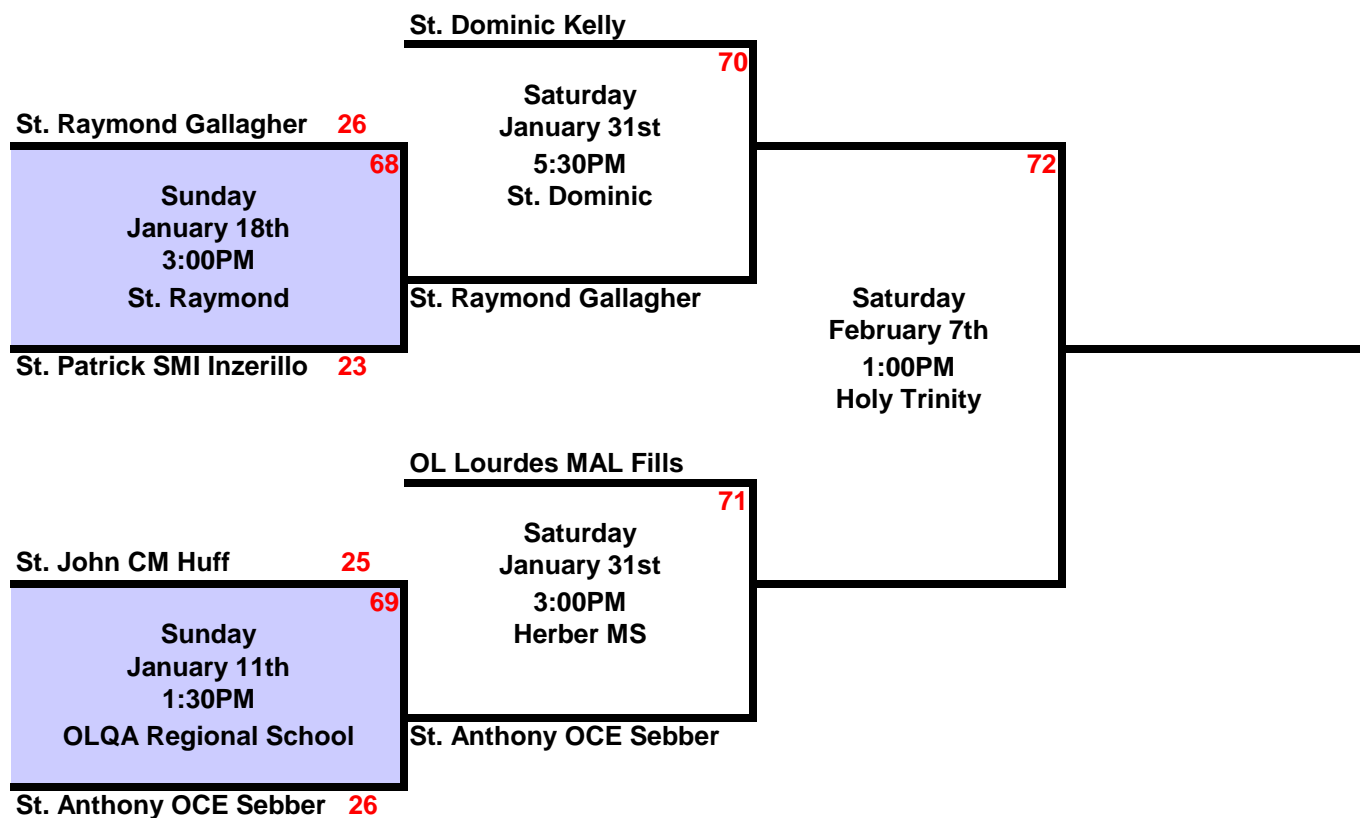 St. Dominic Kelly
70
Saturday
January 31st
5:30PM
St. Dominic
St. Raymond Gallagher 26
68
Sunday
January 18th
3:00PM
St. Raymond
St. Patrick SMI Inzerillo 23
St. Raymond Gallagher
72
Saturday
February 7th
1:00PM
Holy Trinity
OL Lourdes MAL Fills
71
Saturday
January 31st
3:00PM
Herber MS
St. John CM Huff 25
69
Sunday
January 11th
1:30PM
OLQA Regional School
St. Anthony OCE Sebber
St. Anthony OCE Sebber 26